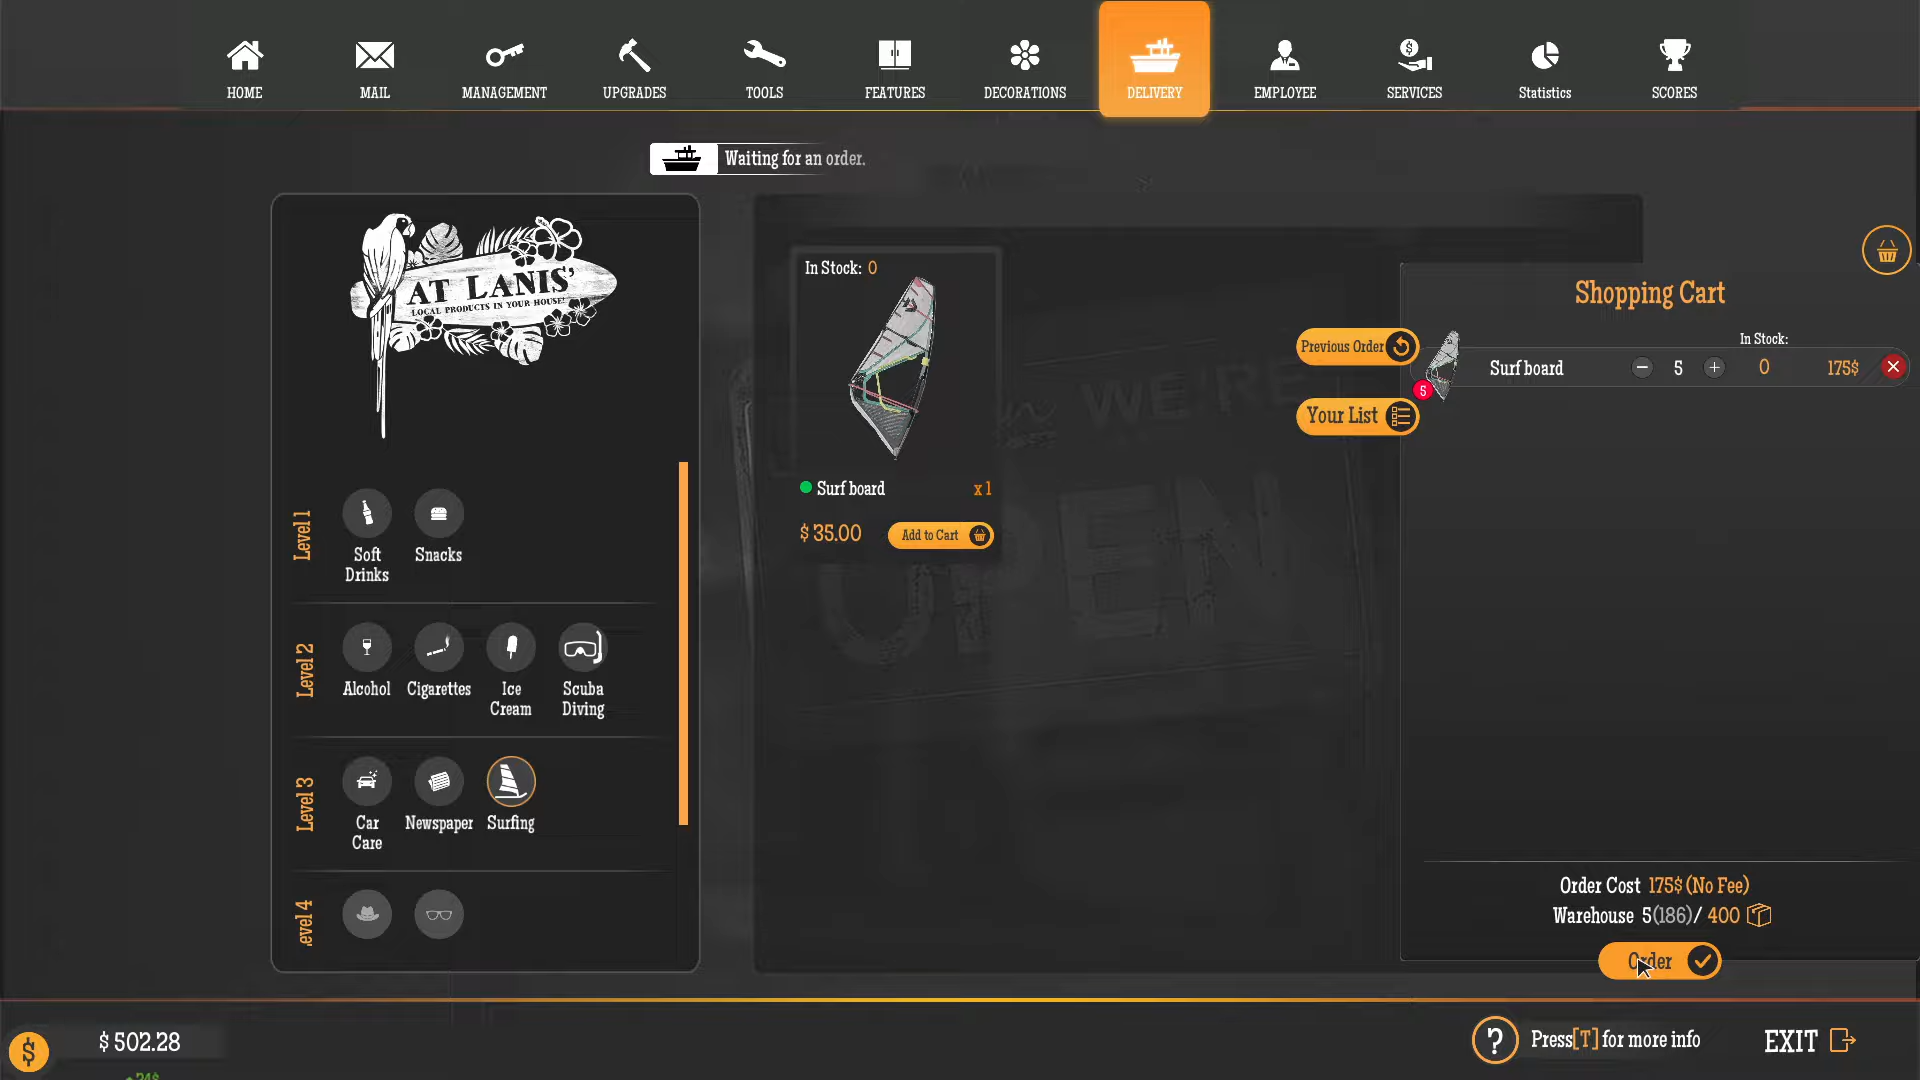 HOME
MAIL
MANAGEMENT
UPGRADES
TOOLS
FEATURES
DECORATIONS
DELIVERY
EMPLOYEE
SERVICES
Statistics
SCORES
Waiting for an order.
AT LANIS'
LOCAL PRODUCTS IN YOUR HOUSE!
In Stock: 0
Surf board x 1
$ 35.00 Add to Cart
WE'RE
OPEN
Previous Order
Your List
Shopping Cart
In Stock:
Surf board 5 0 175$
5
Level 1
Soft
Drinks
Snacks
Level 2
Alcohol
Cigarettes
Ice
Cream
Scuba
Diving
Level 3
Car
Care
Newspaper
Surfing
evel 4
Order Cost 175$ (No Fee)
Warehouse 5(186)/ 400
Order
$ 502.28
? Press[T] for more info
EXIT